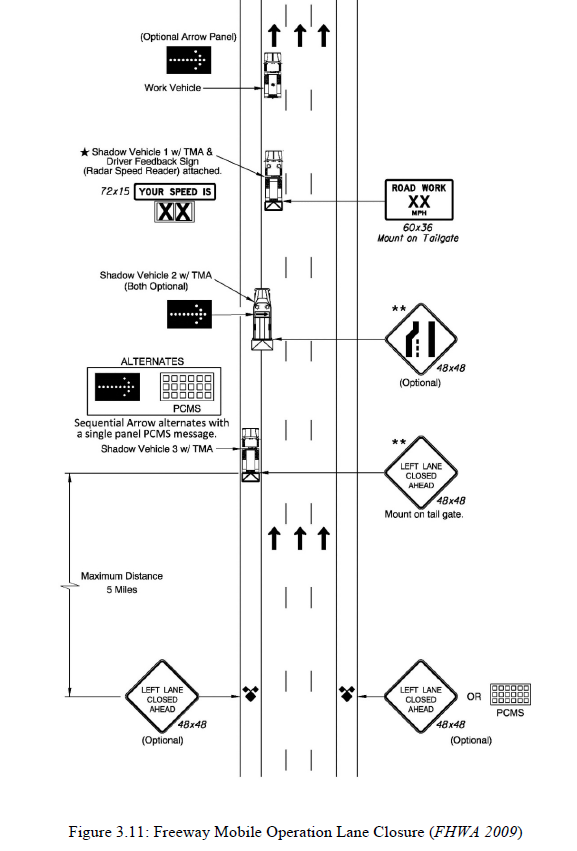 (Optional Arrow Panel)
Work Vehicle
★ Shadow Vehicle 1 w/ TMA &
Driver Feedback Sign
(Radar Speed Reader) attached.
72x15
YOUR SPEED IS
XX
ROAD WORK
XX
MPH
60x36
Mount on Tailgate
Shadow Vehicle 2 w/ TMA
(Both Optional)
**
48x48
(Optional)
ALTERNATES
PCMS
Sequential Arrow alternates with
a single panel PCMS message.
Shadow Vehicle 3 w/ TMA
**
LEFT LANE
CLOSED
AHEAD
48x48
Mount on tail gate.
Maximum Distance
5 Miles
LEFT LANE
CLOSED
AHEAD
48x48
(Optional)
LEFT LANE
CLOSED
AHEAD
48x48
OR
PCMS
(Optional)
Figure 3.11: Freeway Mobile Operation Lane Closure (FHWA 2009)